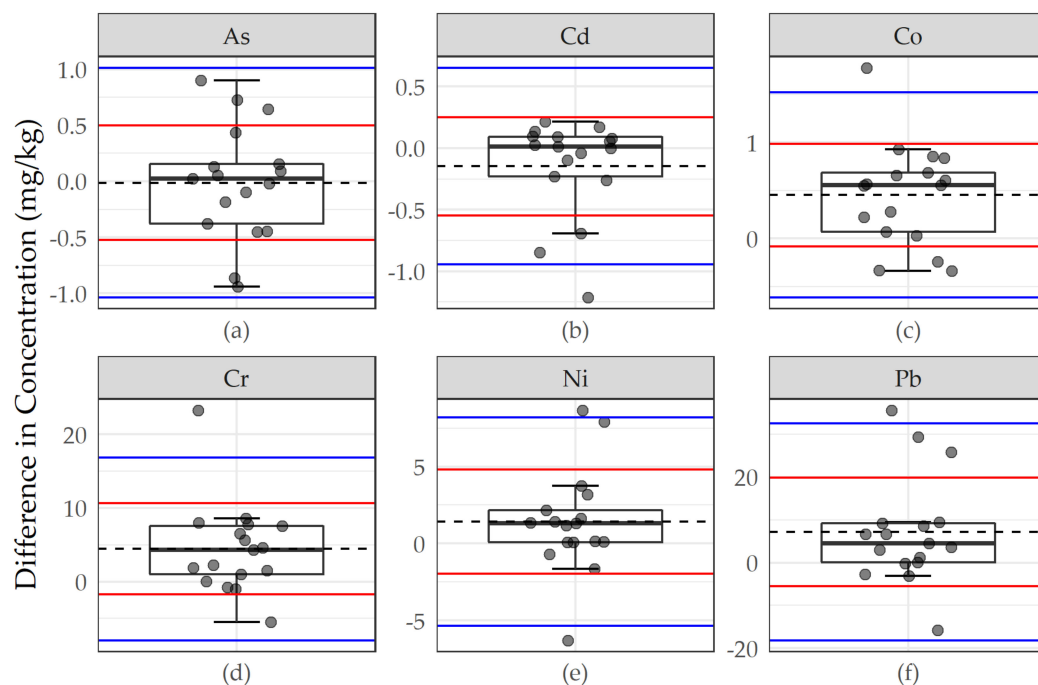 Difference in Concentration (mg/kg)
As
1.0
0.5
0.0
-0.5
-1.0
(a)
Cd
0.5
0.0
-0.5
-1.0
(b)
Co
1
0
(c)
Cr
20
10
0
(d)
Ni
5
0
-5
(e)
Pb
20
0
-20
(f)